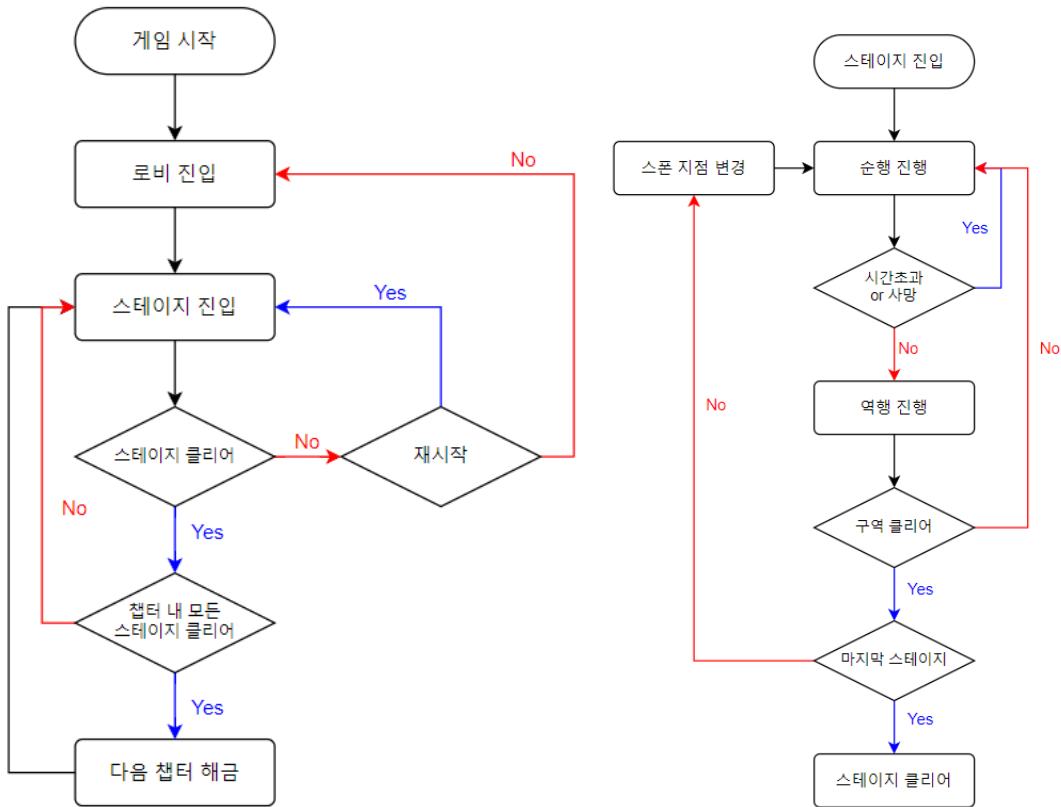 게임 시작
로비 진입
No
스테이지 진입
Yes
스테이지 클리어
No
재시작
No
Yes
챕터 내 모든
스테이지 클리어
Yes
다음 챕터 해금
스테이지 진입
스폰 지점 변경
순행 진행
Yes
시간초과
or 사망
No
No
역행 진행
No
구역 클리어
Yes
마지막 스테이지
Yes
스테이지 클리어